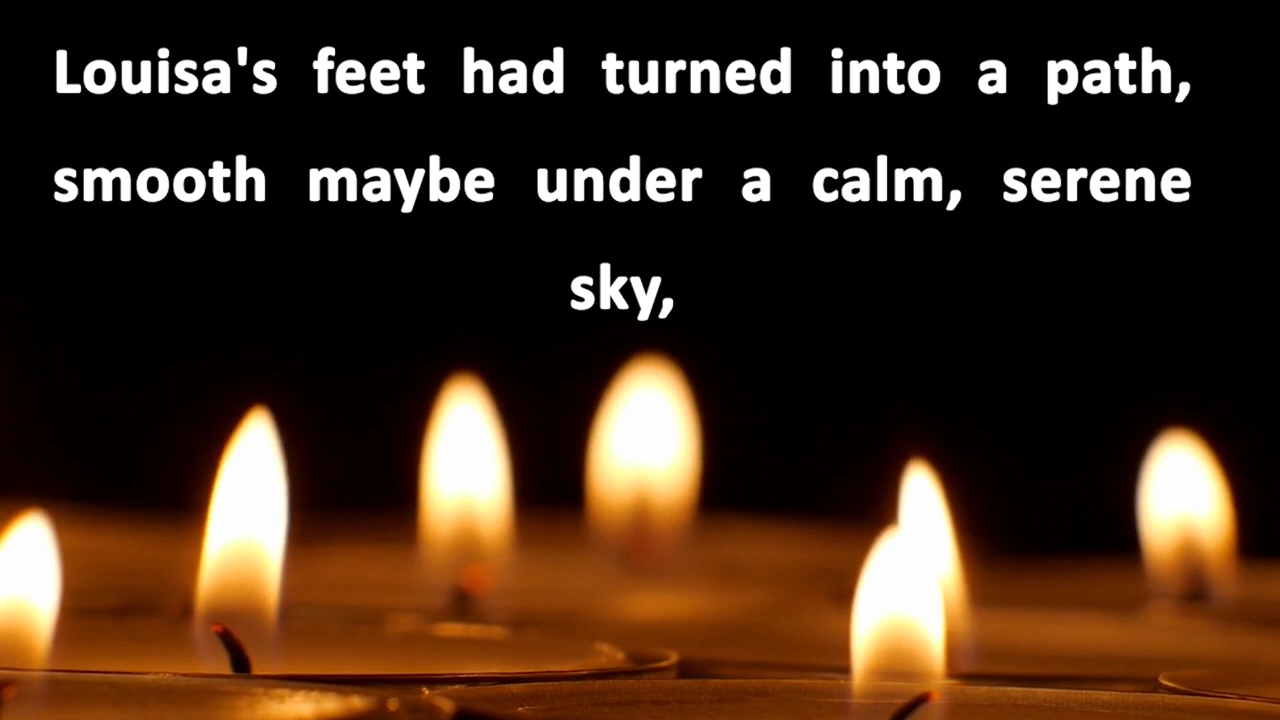 Louisa's feet had turned into a path,
smooth maybe under a calm, serene
sky,